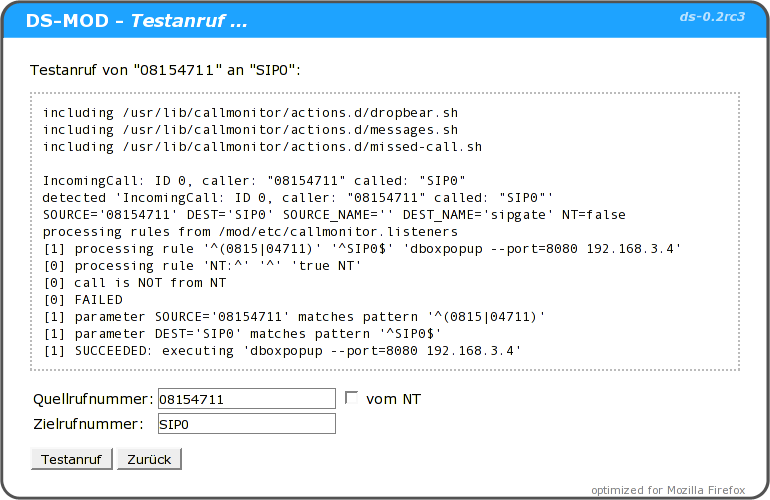 DS–MOD – Testanruf ...
ds-0.2rc3
Testanruf von "08154711" an "SIP0":
including /usr/lib/callmonitor/actions.d/dropbear.sh
including /usr/lib/callmonitor/actions.d/messages.sh
including /usr/lib/callmonitor/actions.d/missed-call.sh
IncomingCall: ID 0, caller: "08154711" called: "SIP0"
detected 'IncomingCall: ID 0, caller: "08154711" called: "SIP0"'
SOURCE='08154711' DEST='SIP0' SOURCE_NAME='' DEST_NAME='sipgate' NT=false
processing rules from /mod/etc/callmonitor.listeners
[1] processing rule '^(0815|04711)' '^SIP0$' 'dboxpopup --port=8080 192.168.3.4'
[0] processing rule 'NT:^' '^' 'true NT'
[0] call is NOT from NT
[0] FAILED
[1] parameter SOURCE='08154711' matches pattern '^(0815|04711)'
[1] parameter DEST='SIP0' matches pattern '^SIP0$'
[1] SUCCEEDED: executing 'dboxpopup --port=8080 192.168.3.4'
Quellrufnummer: 08154711 vom NT
Zielrufnummer: SIP0
Testanruf Zurück
optimized for Mozilla Firefox